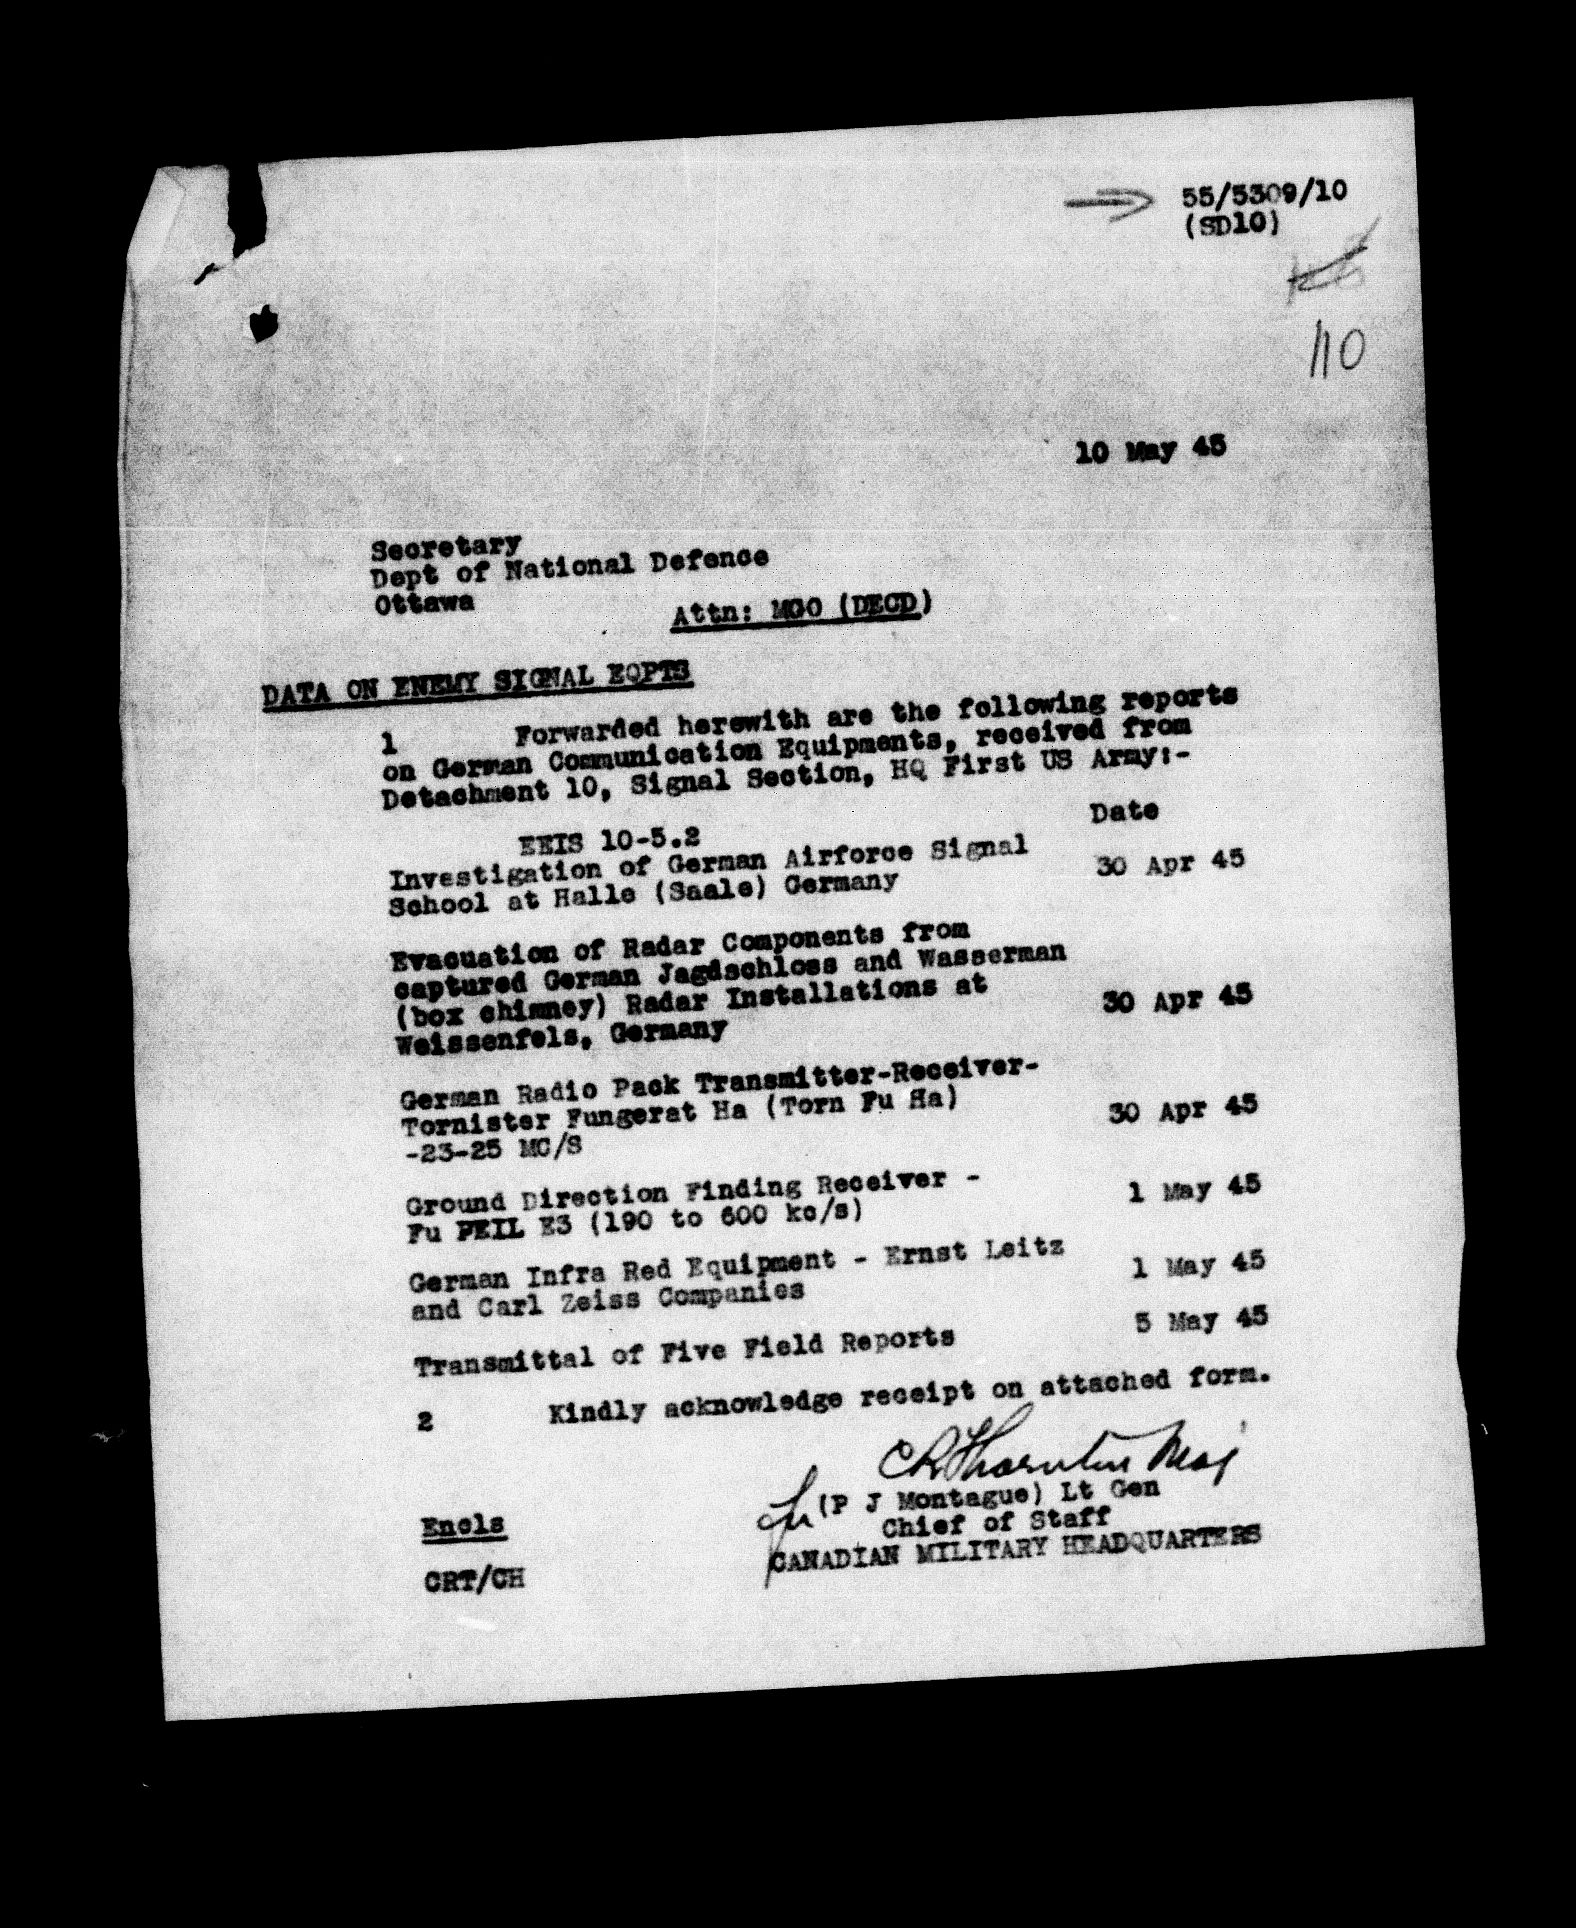 55/5309/10
(SD10)
110
10 May 45
Secretary
Dept of National Defence
Ottawa
Attn: MGO (DECD)
DATA ON ENEMY SIGNAL EQPTS
1 Forwarded herewith are the following reports
on German Communication Equipments, received from
Detachment 10, Signal Section, HQ First US Army:-
Date
EEIS 10-5.2
Investigation of German Airforce Signal
School at Halle (Saale) Germany 30 Apr 45
Evacuation of Radar Components from
captured German Jagdschloss and Wasserman
(box chimney) Radar Installations at
Weissenfels, Germany 30 Apr 45
German Radio Pack Transmitter-Receiver-
Tornister Fungerat Ha (Torn Fu Ha)
-23-25 MC/S 30 Apr 45
Ground Direction Finding Receiver -
Fu PEIL E3 (190 to 600 kc/s) 1 May 45
German Infra Red Equipment - Ernst Leitz
and Carl Zeiss Companies 1 May 45
Transmittal of Five Field Reports 5 May 45
2 Kindly acknowledge receipt on attached form.
CR Thornton Maj
for (P J Montague) Lt Gen
Chief of Staff
CANADIAN MILITARY HEADQUARTERS
Encls
CRT/CH